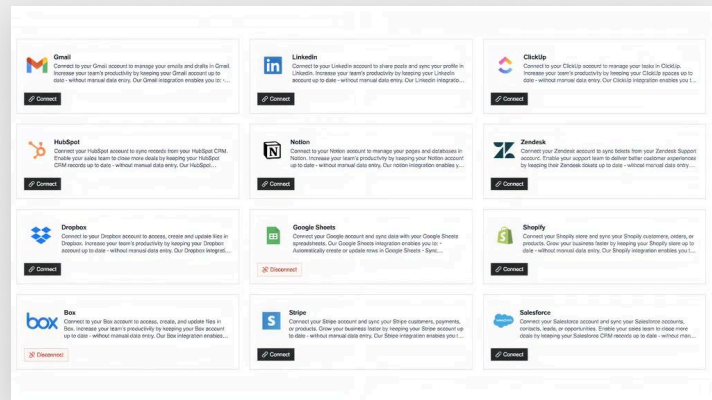 Gmail
Connect to your Gmail account to manage your emails and drafts in Gmail.
Increase your team's productivity by keeping your Gmail account up to
date - without manual data entry. Our Gmail integration enables you to: -...
Connect
LinkedIn
Connect to your LinkedIn account to share posts and sync your profile in
LinkedIn. Increase your team's productivity by keeping your LinkedIn
account up to date - without manual data entry. Our LinkedIn integratio...
Connect
ClickUp
Connect to your ClickUp account to manage your tasks in ClickUp.
Increase your team's productivity by keeping your ClickUp spaces up to
date - without manual data entry. Our ClickUp integration enables you t...
Connect
HubSpot
Connect your HubSpot account to sync records from your HubSpot CRM.
Enable your sales team to close more deals by keeping your HubSpot
CRM records up to date - without manual data entry. Our HubSpot...
Connect
Notion
Connect to your Notion account to manage your pages and databases in
Notion. Increase your team's productivity by keeping your Notion account
up to date - without manual data entry. Our notion integration enables y...
Connect
Zendesk
Connect your Zendesk account to sync tickets from your Zendesk Support
account. Enable your support team to deliver better customer experiences
by keeping their Zendesk tickets up to date - without manual data entry....
Connect
Dropbox
Connect to your Dropbox account to access, create and update files in
Dropbox. Increase your team's productivity by keeping your Dropbox
account up to date - without manual data entry. Our Dropbox integrati...
Connect
Google Sheets
Connect your Google account and sync data with your Google Sheets
spreadsheets. Our Google Sheets integration enables you to: -
Automatically create or update rows in Google Sheets - Sync...
Disconnect
Shopify
Connect your Shopify store and sync your Shopify customers, orders, or
products. Grow your business faster by keeping your Shopify store up to
date - without manual data entry. Our Shopify integration enables you t...
Connect
box
Box
Connect to your Box account to access, create, and update files in
Box. Increase your team's productivity by keeping your Box account
up to date - without manual data entry. Our Box integration enables...
Disconnect
Stripe
Connect your Stripe account and sync your Stripe customers, payments,
or products. Grow your business faster by keeping your Stripe account up
to date - without manual data entry. Our Stripe integration enables you t...
Connect
Salesforce
Connect your Salesforce account and sync your Salesforce accounts,
contacts, leads, or opportunities. Enable your sales team to close more
deals by keeping your Salesforce CRM records up to date - without man...
Connect